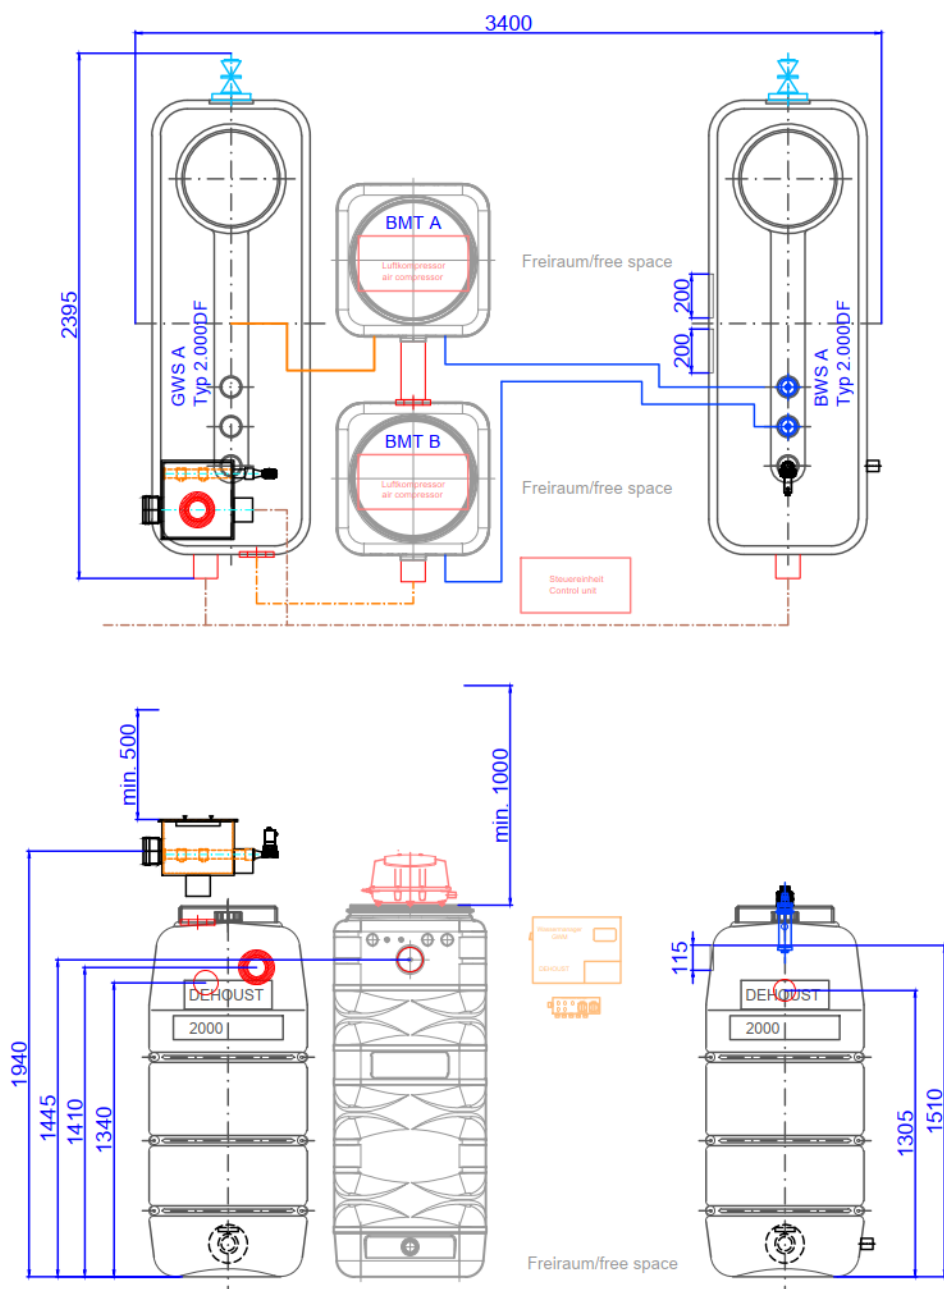 3400
BMT A
Luftkompressor
air compressor
Freiraum/free space
2395
200
200
GWS A
Typ 2.000DF
BWS A
Typ 2.000DF
BMT B
Luftkompressor
air compressor
Freiraum/free space
Steuereinheit
Control unit
min. 500
min. 1000
DEHOUST
115
DEHOUST
DEHOUST
2000
2000
1940
1445
1410
1340
1305
1510
Freiraum/free space